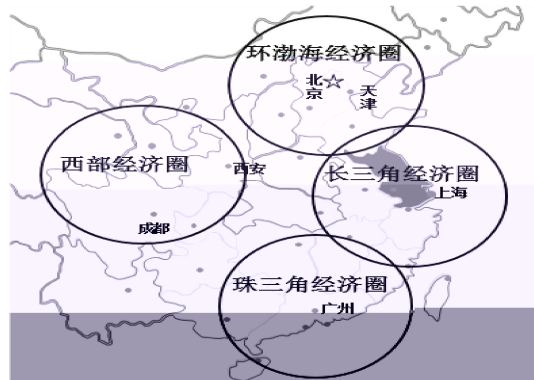 环渤海经济圈
北京
天津
西部经济圈
西安
长三角经济圈
上海
成都
珠三角经济圈
广州